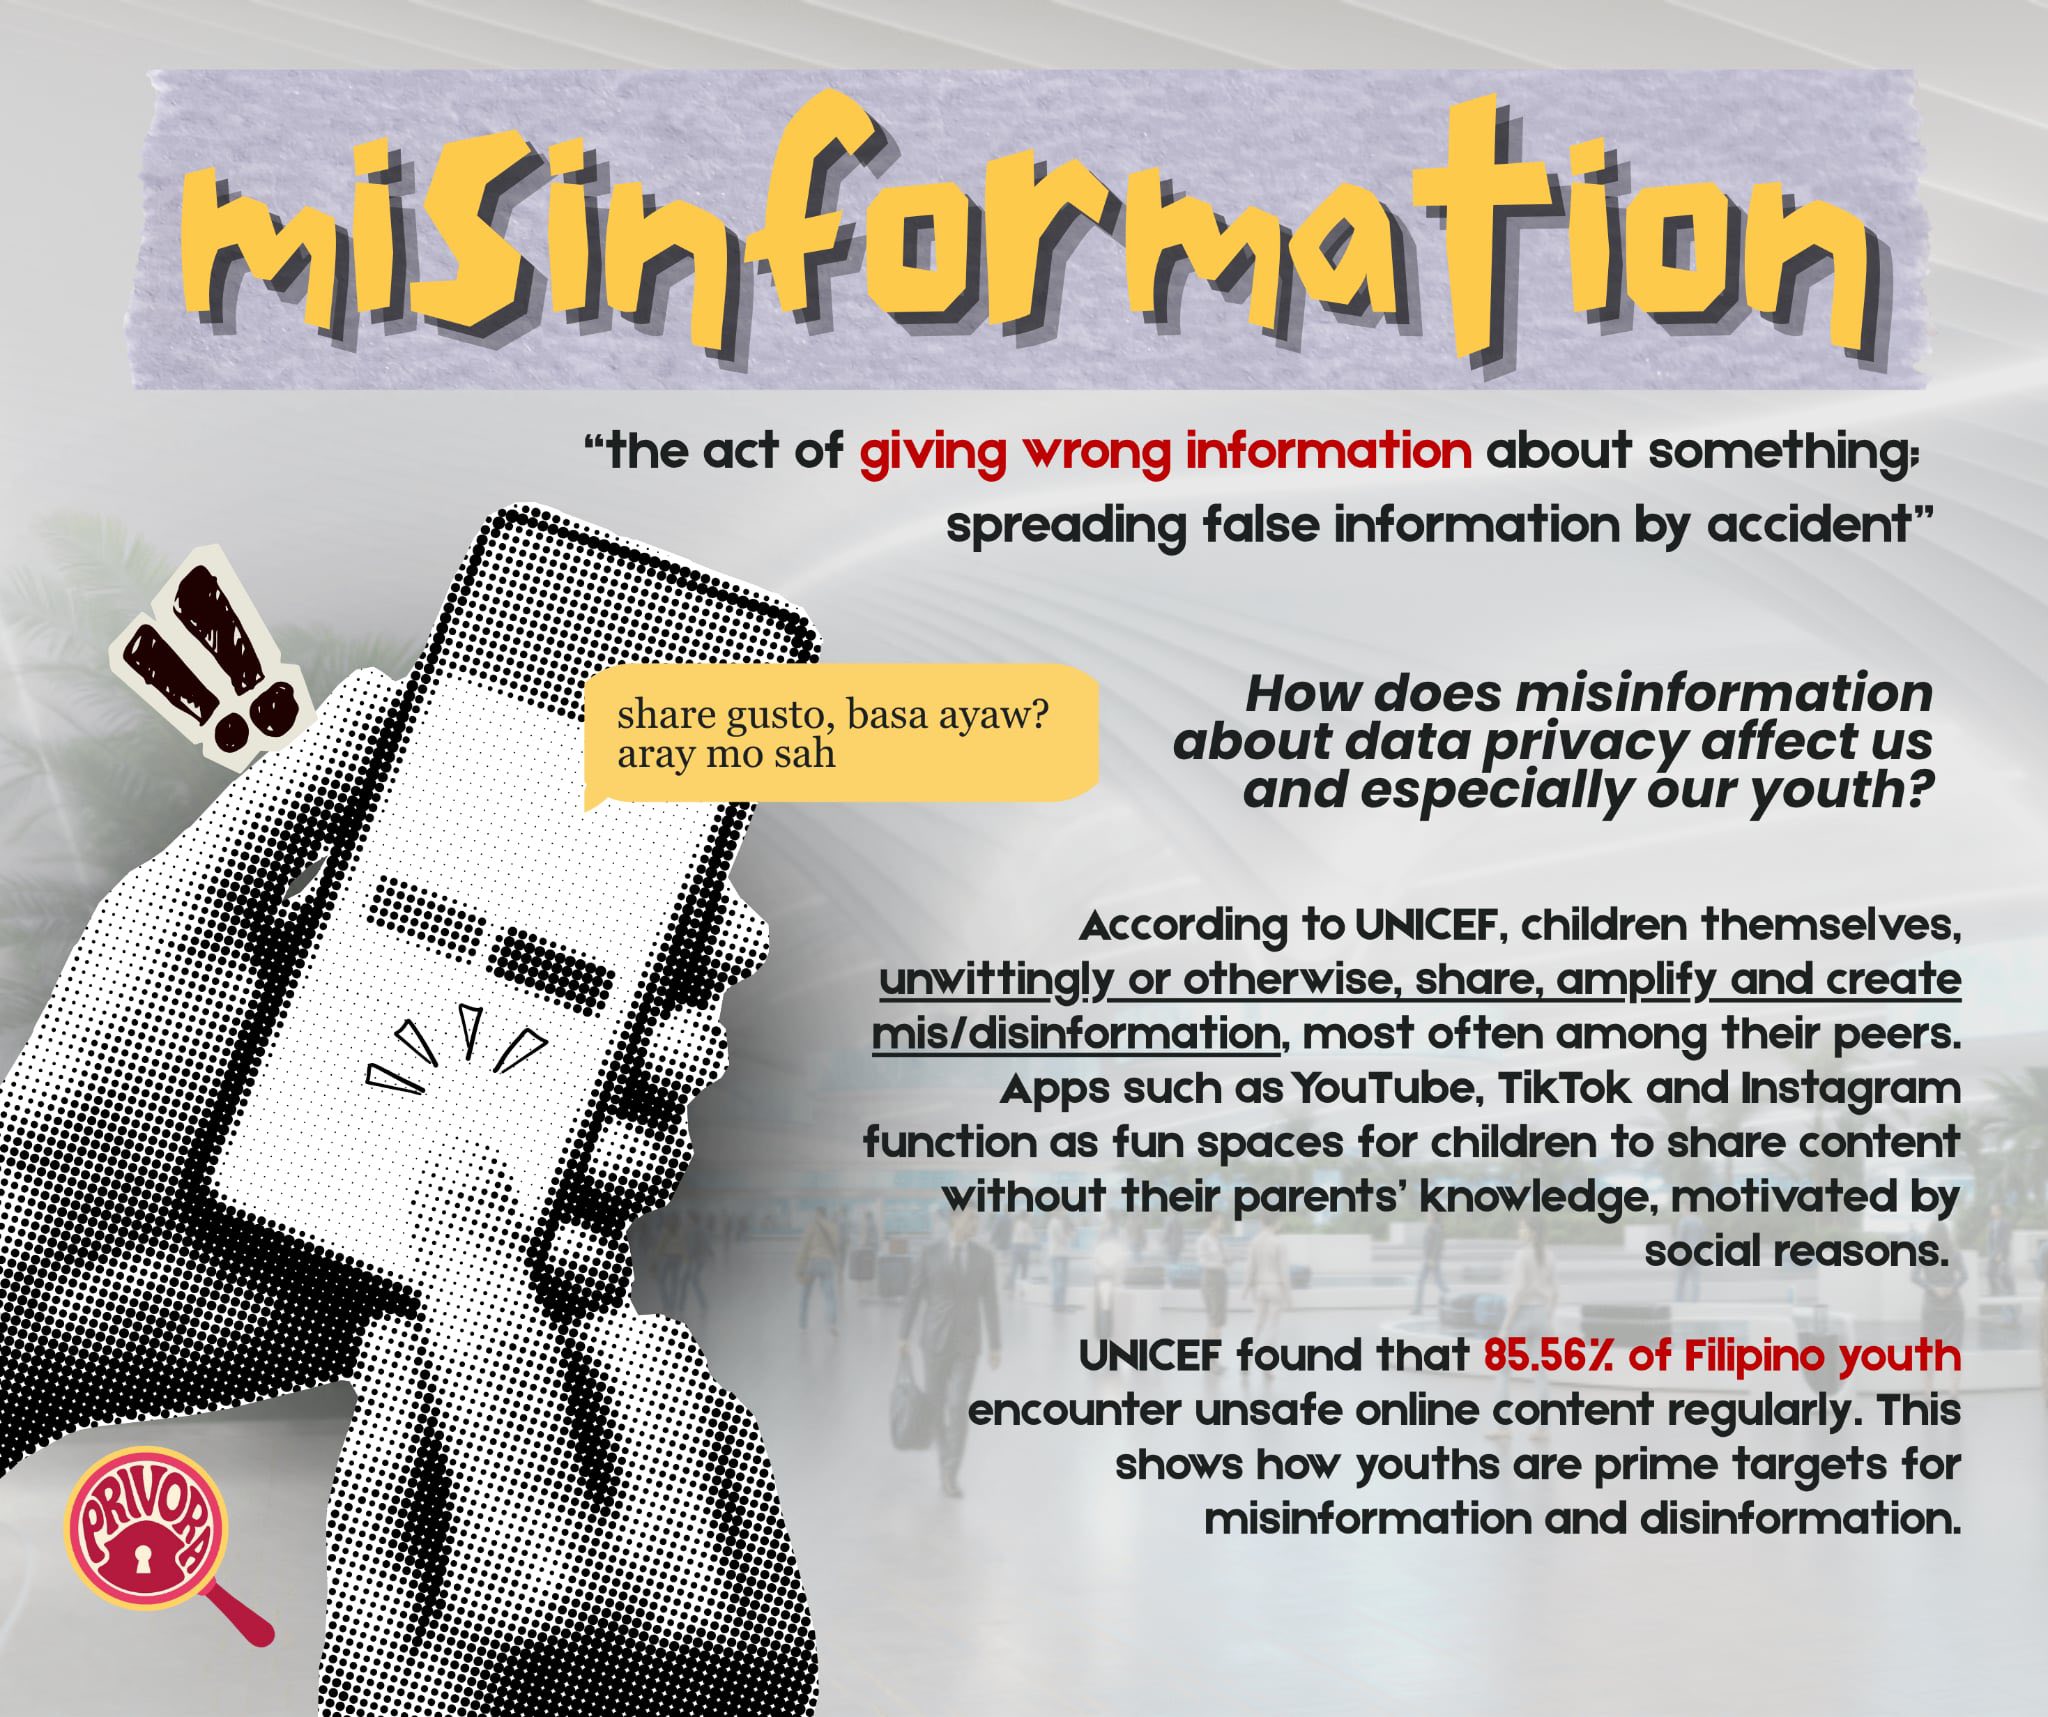 misinformation
“the act of giving wrong information about something;
spreading false information by accident”
share gusto, basa ayaw?
aray mo sah
How does misinformation
about data privacy affect us
and especially our youth?
According to UNICEF, children themselves,
unwittingly or otherwise, share, amplify and create
mis/disinformation, most often among their peers.
Apps such as YouTube, TikTok and Instagram
function as fun spaces for children to share content
without their parents’ knowledge, motivated by
social reasons.
UNICEF found that 85.56% of Filipino youth
encounter unsafe online content regularly. This
shows how youths are prime targets for
misinformation and disinformation.
PRIVORA